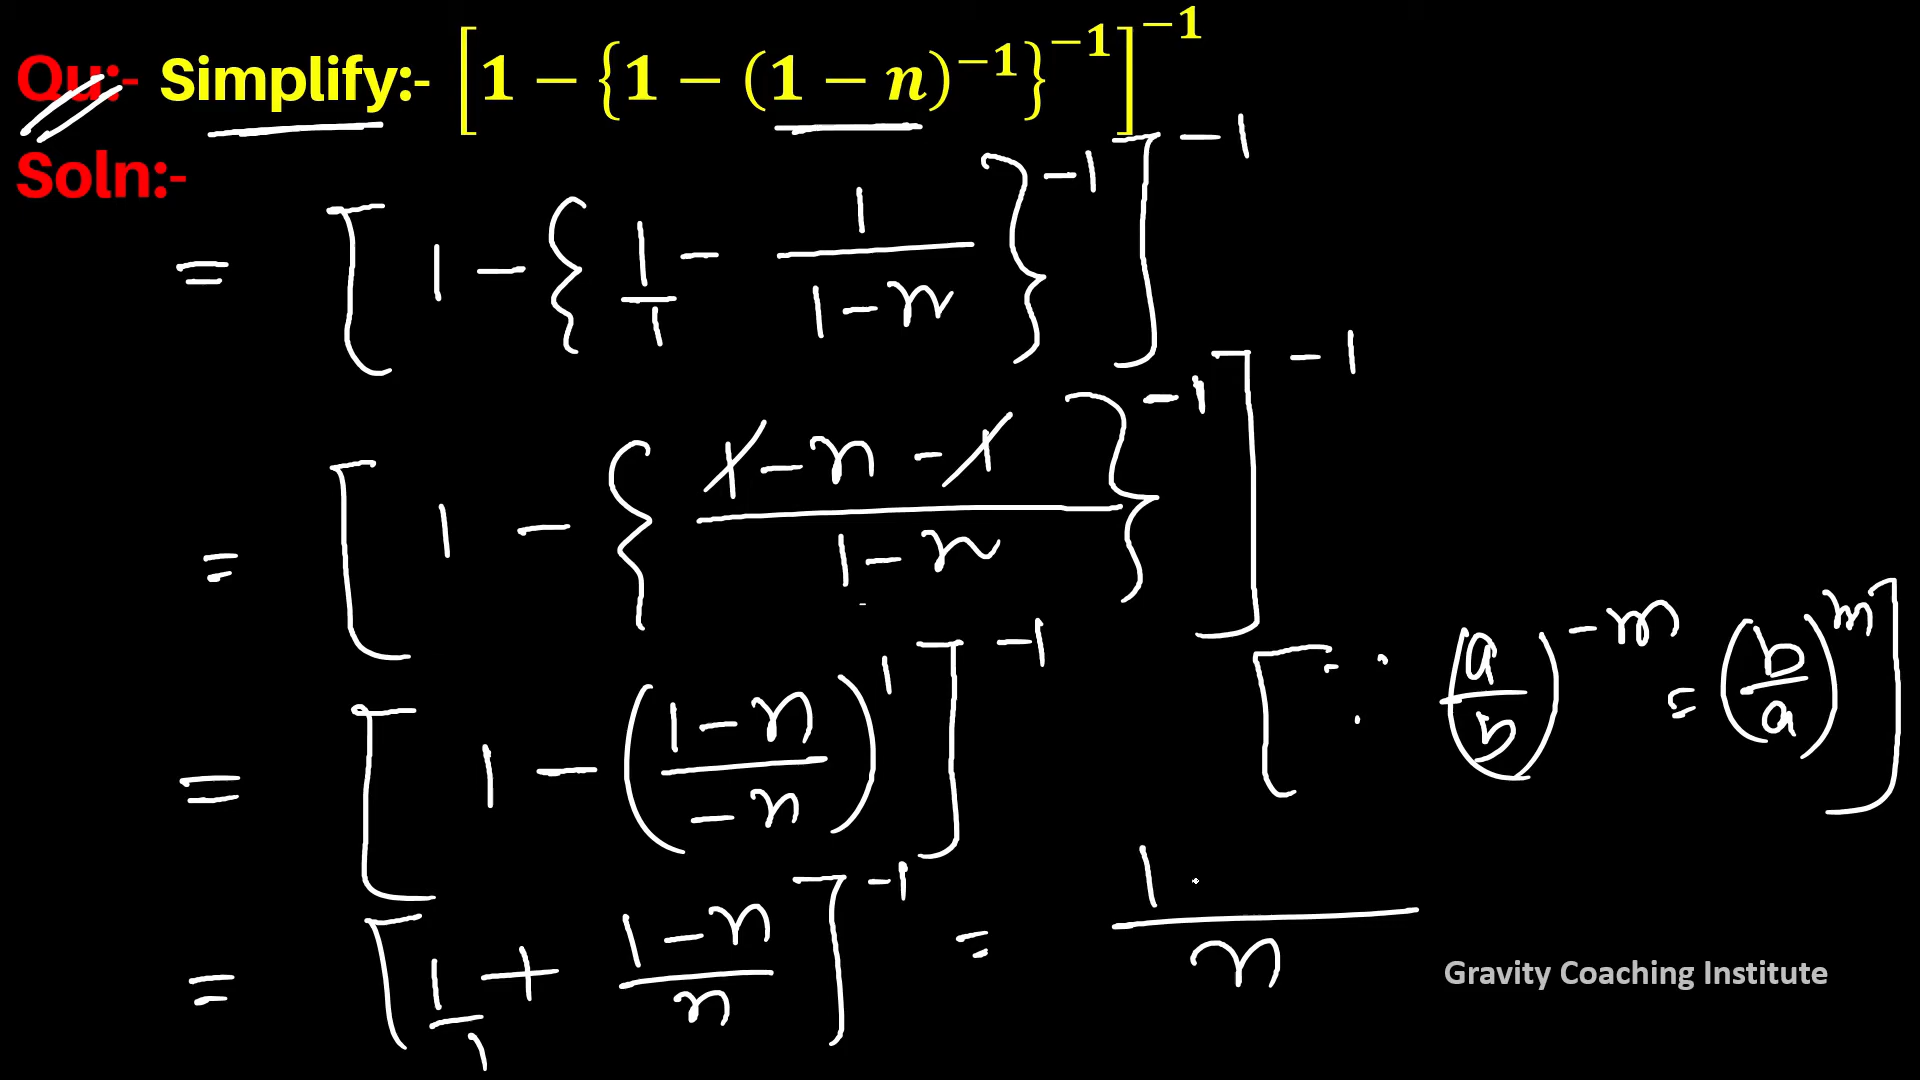 Qu:- Simplify:- [1 − {1 − (1 − n)⁻¹}⁻¹]⁻¹
Soln:-
= [1 − {1/1 − 1/(1−n)}⁻¹]⁻¹
= [1 − {(1−n−1)/(1−n)}⁻¹]⁻¹
= [1 − ((1−n)/(−n))¹]⁻¹ [∵ (a/b)⁻ᵐ = (b/a)ᵐ]
= [1/1 + (1−n)/n]⁻¹ = 1/n
Gravity Coaching Institute